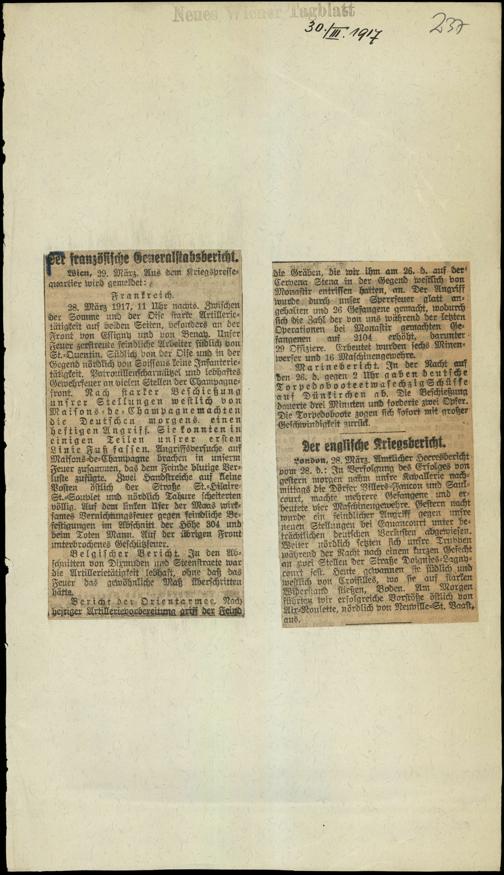 Neues Wiener Tagblatt
30./III. 1917
237
Der französische Generalstabsbericht.
Wien, 29. März. Aus dem Kriegspresse-
quartier wird gemeldet:
Frankreich.
28. März 1917, 11 Uhr nachts. Zwischen
der Somme und der Oise starke Artillerie-
tätigkeit auf beiden Seiten, besonders an der
Front von Essigny und von Benay. Unser
Feuer zerstreute feindliche Arbeiter südlich von
St.-Quentin. Südlich von der Oise und in der
Gegend nördlich von Soissons keine Infanterie-
tätigkeit. Patrouillenscharmützel und lebhaftes
Gewehrfeuer an vielen Stellen der Champagne-
front. Nach starker Beschießung
unsrer Stellungen westlich von
Maisons-de-Champagne machten
die Deutschen morgens einen
heftigen Angriff. Sie konnten in
einigen Teilen unsrer ersten
Linie Fuß fassen. Angriffsversuche auf
Maisons-de-Champagne brachen in unserm
Feuer zusammen, das dem Feinde blutige Ver-
luste zufügte. Zwei Handstreiche auf kleine
Posten östlich der Straße St.-Hilaire-
St.-Souplet und nördlich Tahure scheiterten
völlig. Auf dem linken Ufer der Maas wirk-
sames Vernichtungsfeuer gegen feindliche Be-
festigungen im Abschnitt der Höhe 304 und
beim Toten Mann. Auf der übrigen Front
unterbrochenes Geschützfeuer.
Belgischer Bericht. In den Ab-
schnitten von Dixmuiden und Steenstraete war
die Artillerietätigkeit lebhaft, ohne daß das
Feuer das gewöhnliche Maß überschritten
hätte.
Bericht der Orientarmee. Nach
heftiger Artillerievorbereitung griff der Feind
die Gräben, die wir ihm am 26. d. auf der
Cervena Stena in der Gegend westlich von
Monastir entrissen hatten, an. Der Angriff
wurde durch unser Sperrfeuer glatt an-
gehalten und 26 Gefangene gemacht, wodurch
sich die Zahl der von uns während der letzten
Operationen bei Monastir gemachten Ge-
fangenen auf 2104 erhöht, darunter
29 Offiziere. Erbeutet wurden sechs Minen-
werfer und 16 Maschinengewehre.
Marinebericht. In der Nacht auf
den 26. d. gegen 2 Uhr gaben deutsche
Torpedoboote etwa sechzig Schüsse
auf Dünkirchen ab. Die Beschießung
dauerte drei Minuten und forderte zwei Opfer.
Die Torpedoboote zogen sich sofort mit großer
Geschwindigkeit zurück.
Der englische Kriegsbericht.
London, 28. März. Amtlicher Heeresbericht
vom 28. d.: In Verfolgung des Erfolges von
gestern morgen nahm unsre Kavallerie nach-
mittags die Dörfer Villers-Faucon und Saul-
court, machte mehrere Gefangene und er-
beutete vier Maschinengewehre. Gestern nacht
wurde ein feindlicher Angriff gegen unsre
neuen Stellungen bei Equancourt unter be-
trächtlichen deutschen Verlusten abgewiesen.
Weiter nördlich setzten sich unsre Truppen
während der Nacht nach einem kurzen Gefecht
an zwei Stellen der Straße Doignies-Lagny-
court fest. Heute gewannen sie südlich und
westlich von Croisilles, wo sie auf starken
Widerstand stießen, Boden. Am Morgen
führten wir erfolgreiche Vorstöße östlich von
Aix-Noulette, nördlich von Neuville-St. Vaast,
aus.